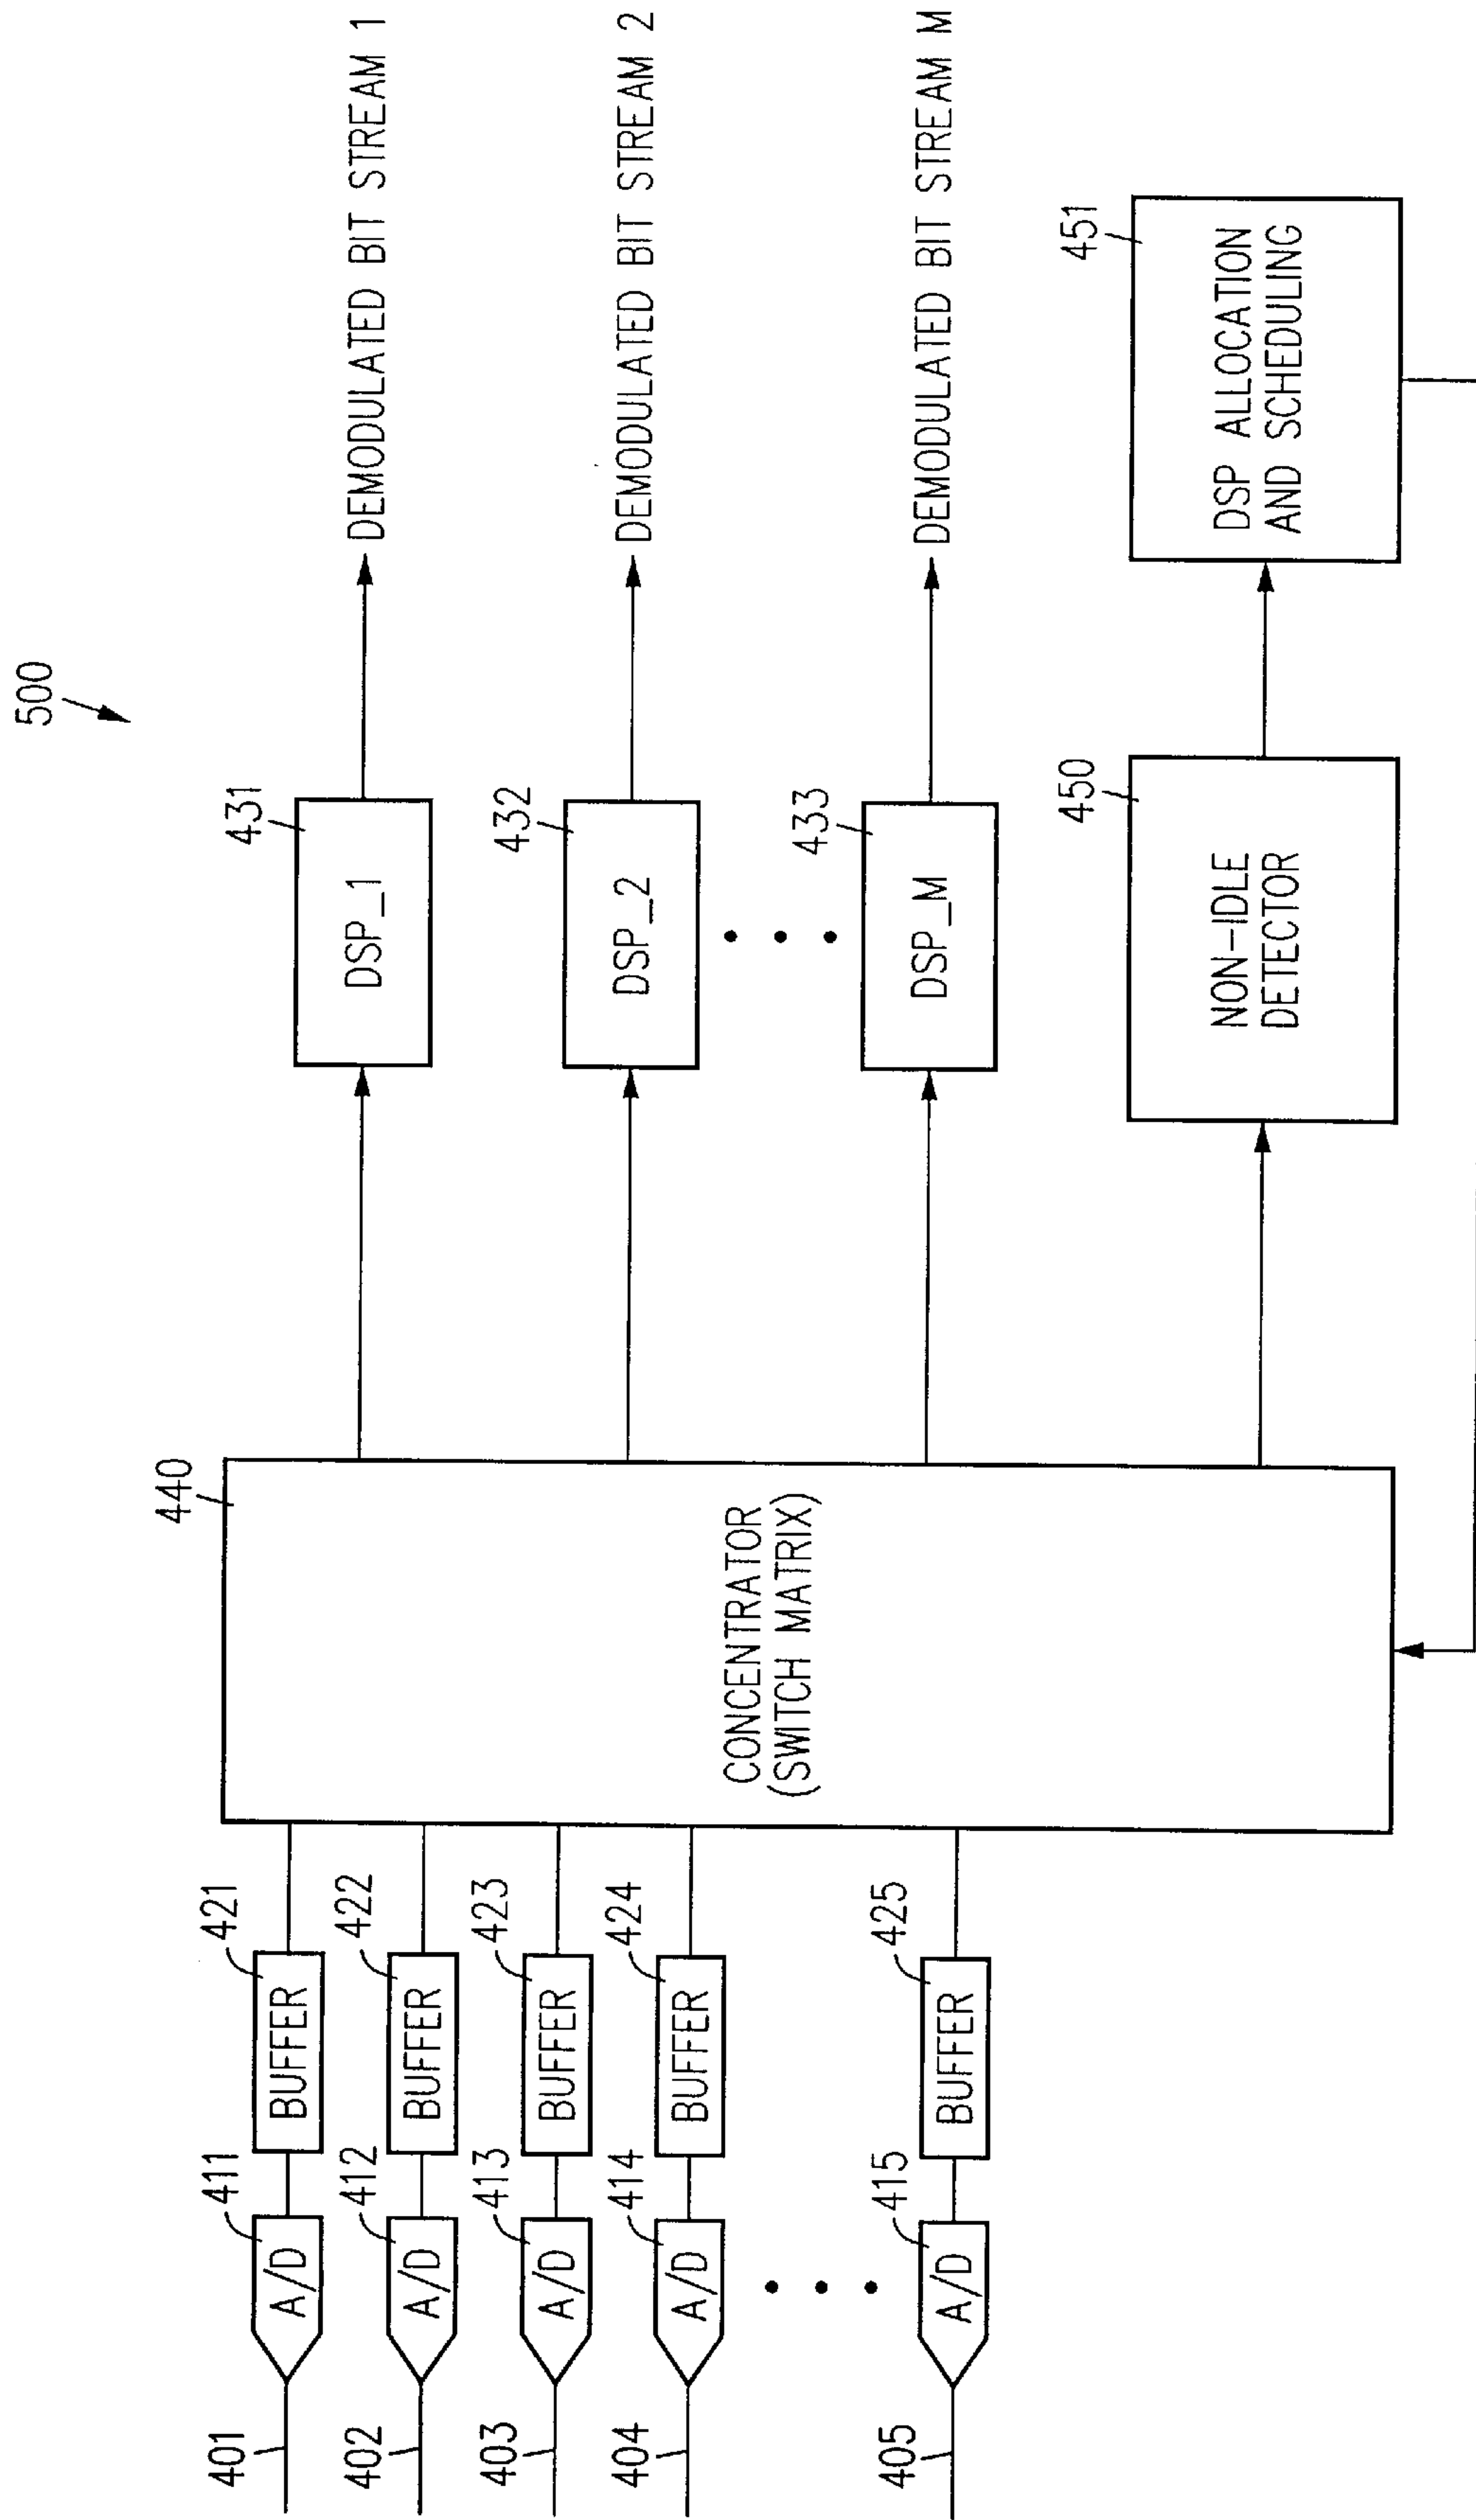 500
401
411
A/D
421
BUFFER
402
412
A/D
422
BUFFER
403
413
A/D
423
BUFFER
404
414
A/D
424
BUFFER
405
415
A/D
425
BUFFER
440
CONCENTRATOR
(SWITCH MATRIX)
431
DSP_1
DEMODULATED BIT STREAM 1
432
DSP_2
DEMODULATED BIT STREAM 2
433
DSP_M
DEMODULATED BIT STREAM M
450
NON-IDLE
DETECTOR
451
DSP ALLOCATION
AND SCHEDULING